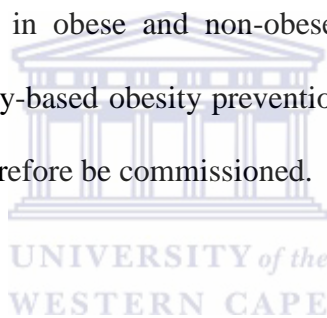 in obese and non-obese
y-based obesity preventio
refore be commissioned.
UNIVERSITY of the
WESTERN CAPE